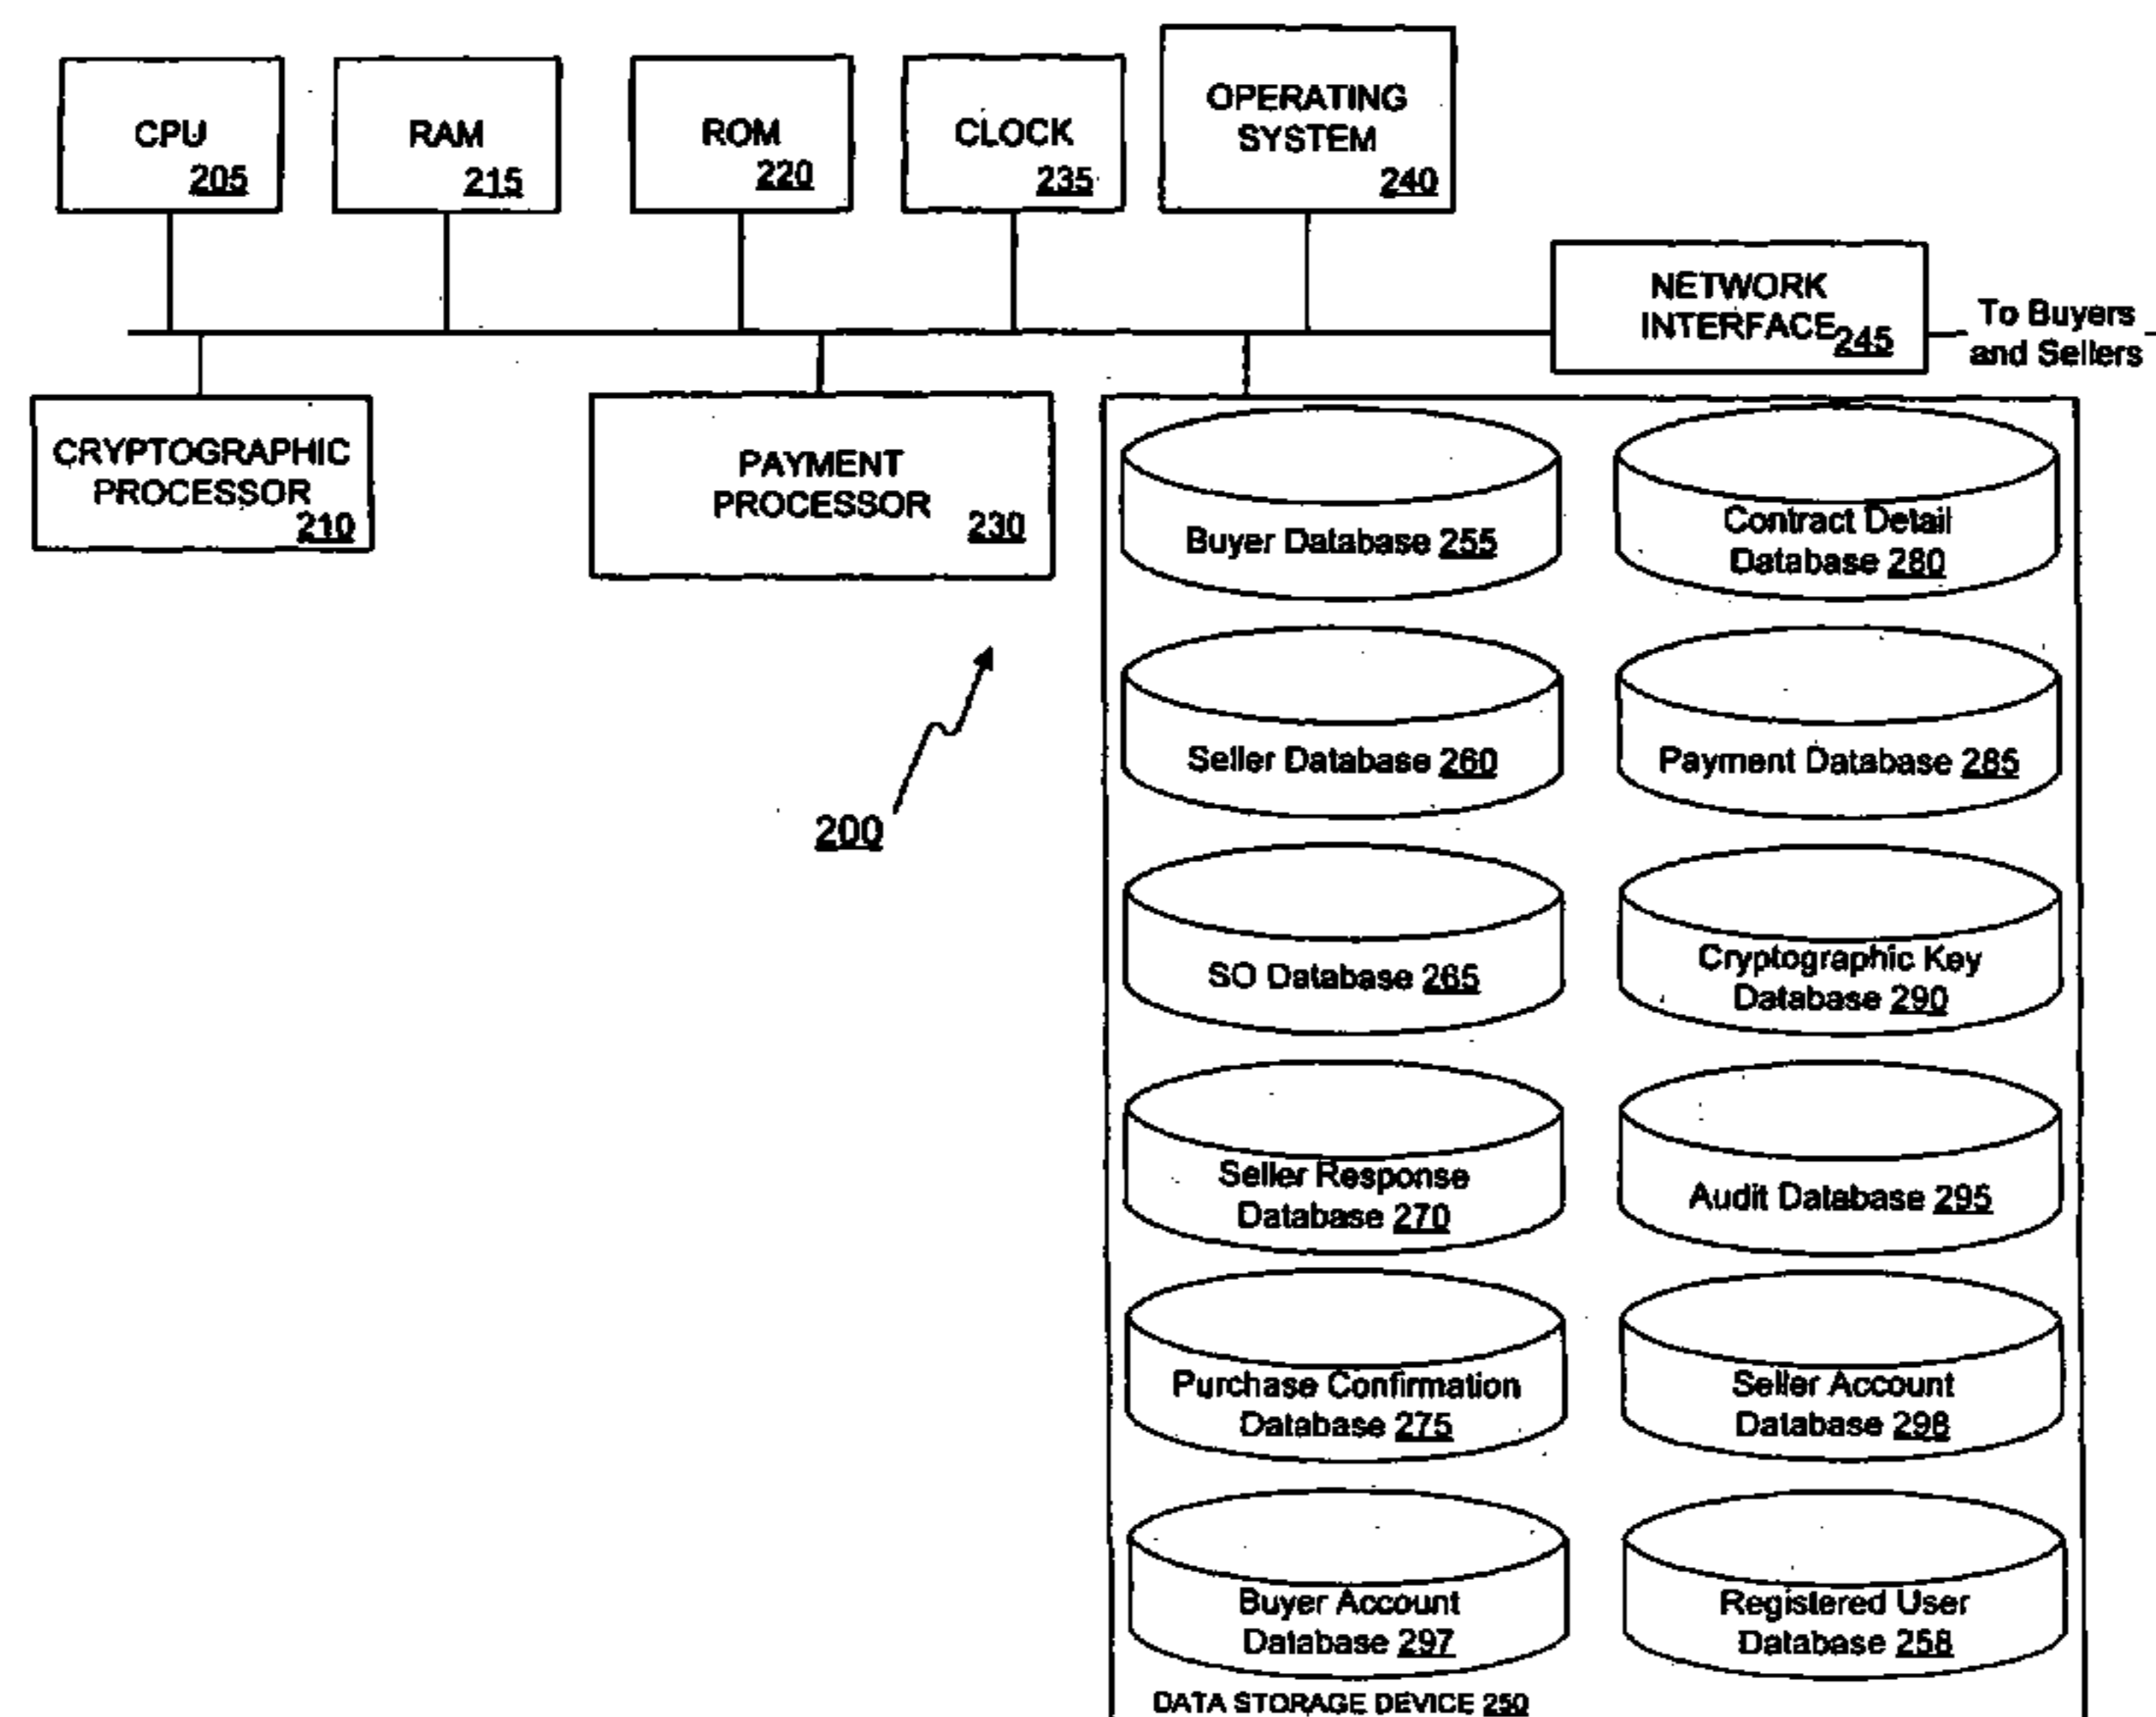 CPU
205
RAM
215
ROM
220
CLOCK
235
OPERATING
SYSTEM
240
NETWORK
INTERFACE 245
To Buyers
and Sellers
CRYPTOGRAPHIC
PROCESSOR
210
PAYMENT
PROCESSOR
230
200
Buyer Database 255
Contract Detail
Database 280
Seller Database 260
Payment Database 285
SO Database 265
Cryptographic Key
Database 290
Seller Response
Database 270
Audit Database 295
Purchase Confirmation
Database 275
Seller Account
Database 298
Buyer Account
Database 297
Registered User
Database 258
DATA STORAGE DEVICE 250